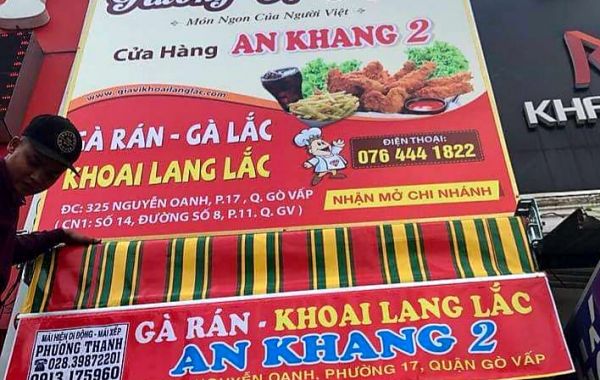 Món Ngon Của Người Việt
Cửa Hàng AN KHANG 2
www.giavikhoailanglac.com
GÀ RÁN - GÀ LẮC
KHOAI LANG LẮC
ĐIỆN THOẠI:
076 444 1822
ĐC: 325 NGUYỄN OANH, P.17, Q. GÒ VẤP
( CN1: SỐ 14, ĐƯỜNG SỐ 8, P.11. Q. GV )
NHẬN MỞ CHI NHÁNH
MÁI HIÊN DI ĐỘNG - MÁI XẾP
PHƯƠNG THANH
028.39872201
0913.175960
GÀ RÁN - KHOAI LANG LẮC
AN KHANG 2
NGUYỄN OANH, PHƯỜNG 17, QUẬN GÒ VẤP